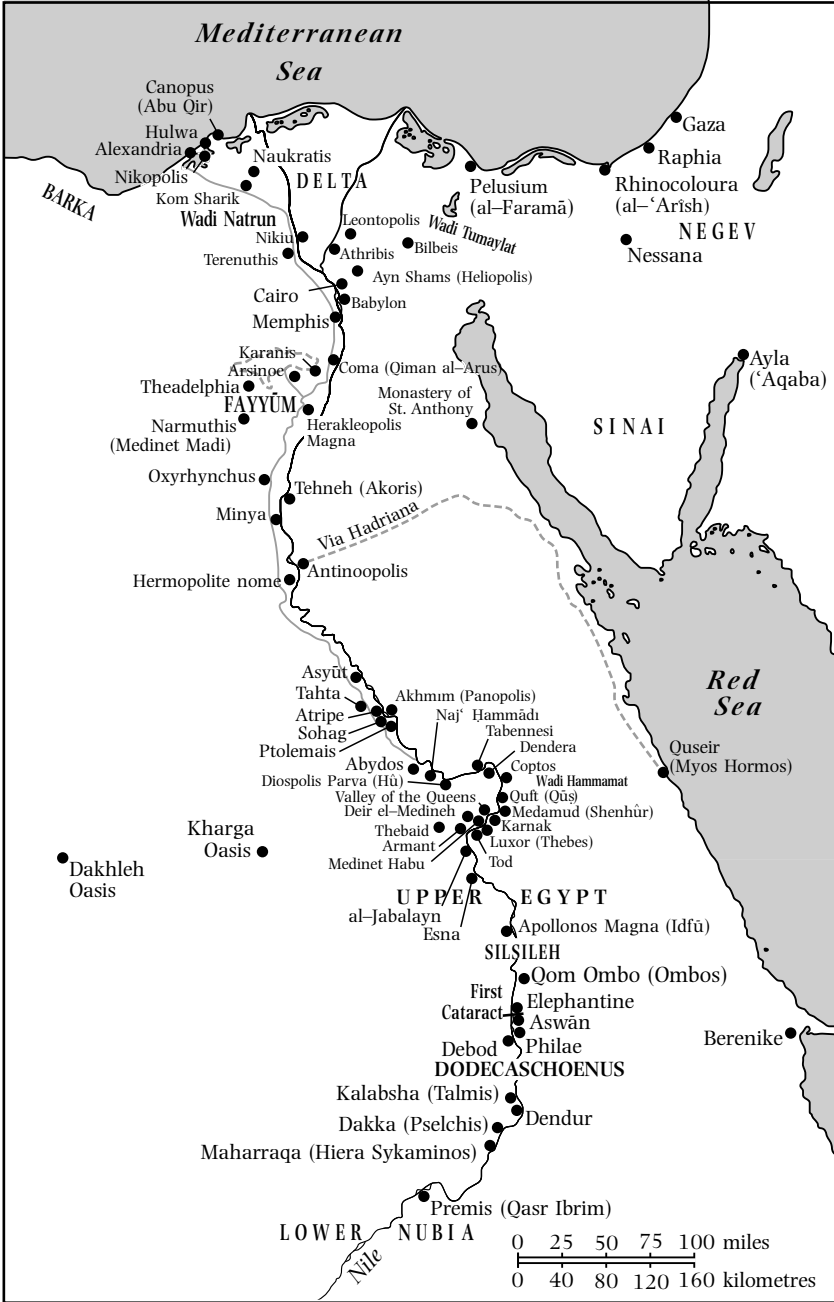 Mediterranean
Sea
Canopus
(Abu Qir)
Hulwa
Alexandria
Nikopolis
BARKA
Naukratis
Kom Sharik
DELTA
Wadi Natrun
Nikiu
Terenuthis
Leontopolis
Athribis
Wadi Tumaylat
Bilbeis
Ayn Shams (Heliopolis)
Cairo
Babylon
Memphis
Gaza
Raphia
Pelusium
(al–Faramā)
Rhinocoloura
(al–‘Arîsh)
NEGEV
Nessana
Karanis
Arsinoe
Coma (Qiman al–Arus)
Theadelphia
FAYYŪM
Narmuthis
(Medinet Madi)
Herakleopolis
Magna
Monastery of
St. Anthony
Ayla
(‘Aqaba)
SINAI
Oxyrhynchus
Tehneh (Akoris)
Minya
Via Hadriana
Antinoopolis
Hermopolite nome
Asyūt
Tahta
Atripe
Sohag
Ptolemais
Akhmım (Panopolis)
Naj‘ Ḥammādı
Tabennesi
Dendera
Abydos
Coptos
Diospolis Parva (Hû)
Wadi Hammamat
Valley of the Queens
Quft (Qūṣ)
Deir el–Medineh
Medamud (Shenhûr)
Thebaid
Karnak
Armant
Luxor (Thebes)
Medinet Habu
Tod
Red
Sea
Quseir
(Myos Hormos)
Kharga
Oasis
Dakhleh
Oasis
UPPER EGYPT
al–Jabalayn
Esna
Apollonos Magna (Idfū)
SILSILEH
Qom Ombo (Ombos)
First
Cataract
Elephantine
Aswān
Philae
Debod
Berenike
DODECASCHOENUS
Kalabsha (Talmis)
Dendur
Dakka (Pselchis)
Maharraqa (Hiera Sykaminos)
Premis (Qasr Ibrim)
LOWER NUBIA
Nile
0 25 50 75 100 miles
0 40 80 120 160 kilometres